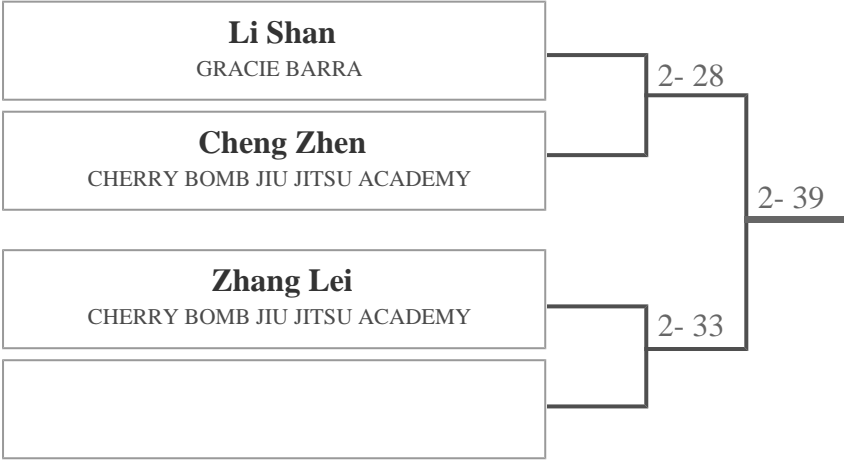 Li Shan
GRACIE BARRA
2- 28
Cheng Zhen
CHERRY BOMB JIU JITSU ACADEMY
2- 39
Zhang Lei
CHERRY BOMB JIU JITSU ACADEMY
2- 33